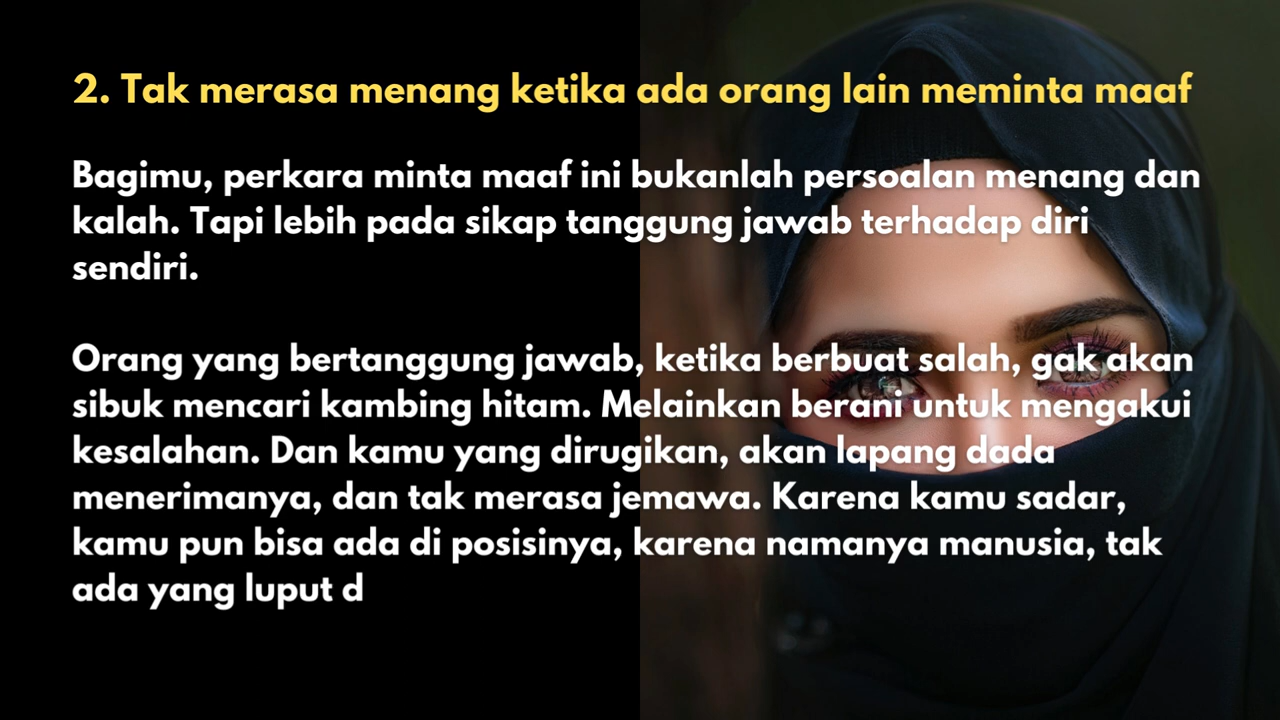 2. Tak merasa menang ketika ada orang lain meminta maaf
Bagimu, perkara minta maaf ini bukanlah persoalan menang dan
kalah. Tapi lebih pada sikap tanggung jawab terhadap diri
sendiri.
Orang yang bertanggung jawab, ketika berbuat salah, gak akan
sibuk mencari kambing hitam. Melainkan berani untuk mengakui
kesalahan. Dan kamu yang dirugikan, akan lapang dada
menerimanya, dan tak merasa jemawa. Karena kamu sadar,
kamu pun bisa ada di posisinya, karena namanya manusia, tak
ada yang luput d